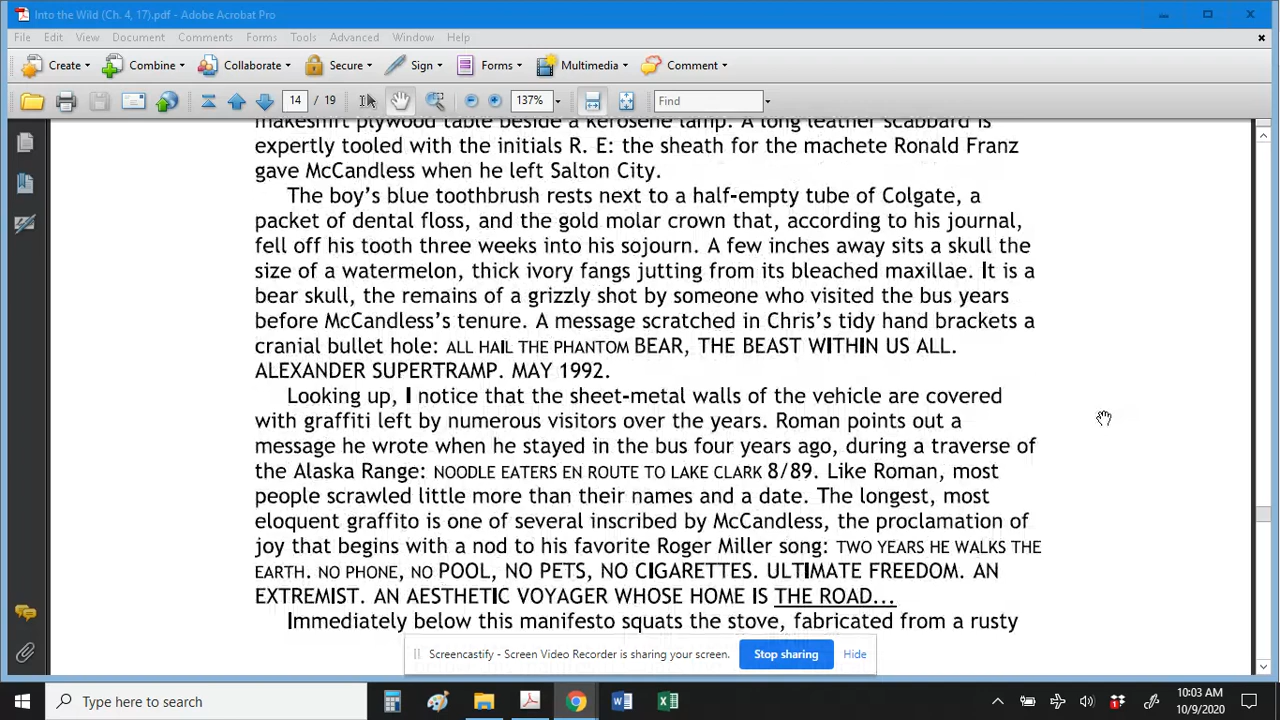 Into the Wild (Ch. 4, 17).pdf - Adobe Acrobat Pro
File Edit View Document Comments Forms Tools Advanced Window Help
Create Combine Collaborate Secure Sign Forms Multimedia Comment
14 / 19 137% Find
makeshift plywood table beside a kerosene lamp. A long leather scabbard is
expertly tooled with the initials R. E: the sheath for the machete Ronald Franz
gave McCandless when he left Salton City.
The boy’s blue toothbrush rests next to a half-empty tube of Colgate, a
packet of dental floss, and the gold molar crown that, according to his journal,
fell off his tooth three weeks into his sojourn. A few inches away sits a skull the
size of a watermelon, thick ivory fangs jutting from its bleached maxillae. It is a
bear skull, the remains of a grizzly shot by someone who visited the bus years
before McCandless’s tenure. A message scratched in Chris’s tidy hand brackets a
cranial bullet hole: ALL HAIL THE PHANTOM BEAR, THE BEAST WITHIN US ALL.
ALEXANDER SUPERTRAMP. MAY 1992.
Looking up, I notice that the sheet-metal walls of the vehicle are covered
with graffiti left by numerous visitors over the years. Roman points out a
message he wrote when he stayed in the bus four years ago, during a traverse of
the Alaska Range: NOODLE EATERS EN ROUTE TO LAKE CLARK 8/89. Like Roman, most
people scrawled little more than their names and a date. The longest, most
eloquent graffito is one of several inscribed by McCandless, the proclamation of
joy that begins with a nod to his favorite Roger Miller song: TWO YEARS HE WALKS THE
EARTH. NO PHONE, NO POOL, NO PETS, NO CIGARETTES. ULTIMATE FREEDOM. AN
EXTREMIST. AN AESTHETIC VOYAGER WHOSE HOME IS THE ROAD...
Immediately below this manifesto squats the stove, fabricated from a rusty
Screencastify - Screen Video Recorder is sharing your screen. Stop sharing Hide
Type here to search
10:03 AM
10/9/2020